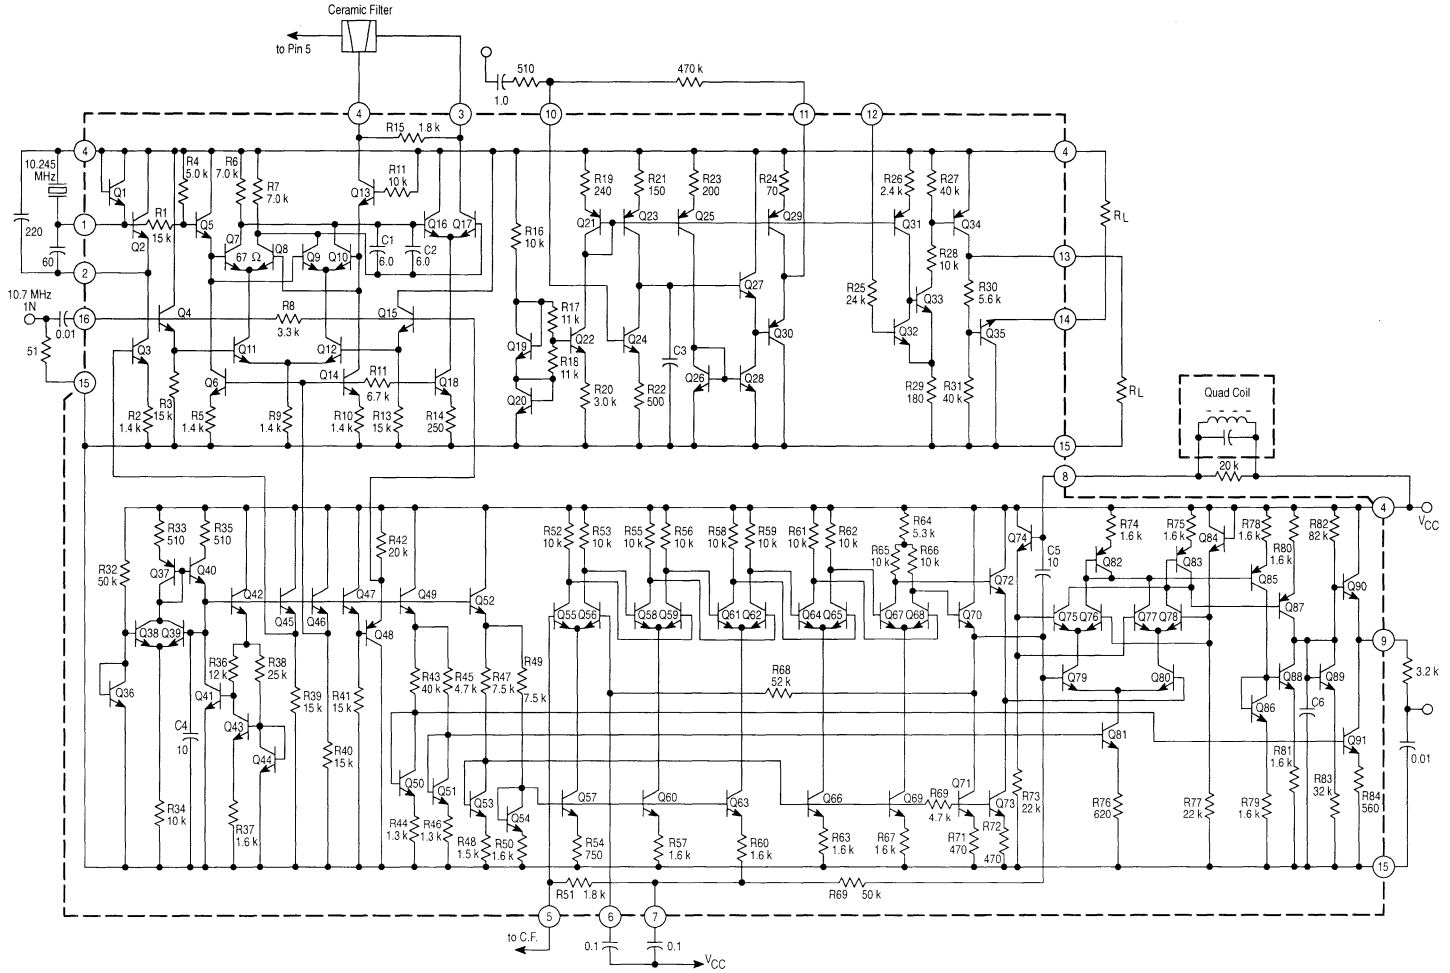 Ceramic Filter
to Pin 5
510
470 k
1.0
4
3
10
11
12
R15 1.8 k
4
10.245
MHz
Q1
R4
5.0 k
R6
7.0 k
R7
7.0 k
Q13
R11
10 k
R19
240
R21
150
R23
200
R24
70
R26
2.4 k
R27
40 k
4
1
220
R1
15 k
Q2
Q5
Q7
Q8
67 Ω
Q9
Q10
C1
6.0
C2
6.0
Q16
Q17
R16
10 k
Q21
Q23
Q25
Q29
Q31
Q34
R28
10 k
RL
60
2
13
10.7 MHz
1N
0.01
16
Q4
R8
3.3 k
Q15
R17
11 k
Q27
R25
24 k
Q33
R30
5.6 k
14
51
Q3
Q11
Q12
Q19
R18
11 k
Q22
Q24
C3
Q30
Q32
Q35
15
Q6
Q14
R11
6.7 k
Q18
Q20
R20
3.0 k
R22
500
Q26
Q28
R29
180
R31
40 k
RL
R2
1.4 k
R3
15 k
R5
1.4 k
R9
1.4 k
R10
1.4 k
R13
15 k
R14
250
15
Quad Coil
20 k
8
4
VCC
R32
50 k
R33
510
R35
510
Q37
Q40
Q42
Q45
Q46
Q47
R42
20 k
Q49
Q52
R52
10 k
R53
10 k
R55
10 k
R56
10 k
R58
10 k
R59
10 k
R61
10 k
R62
10 k
R64
5.3 k
R65
10 k
R66
10 k
Q72
Q74
C5
10
R74
1.6 k
R75
1.6 k
Q84
R78
1.6 k
R80
1.6 k
R82
82 k
Q82
Q83
Q85
Q87
Q90
Q38
Q39
Q48
Q55
Q56
Q58
Q59
Q61
Q62
Q64
Q65
Q67
Q68
Q70
Q75
Q76
Q77
Q78
9
3.2 k
Q36
R36
12 k
R38
25 k
Q41
Q43
Q44
C4
10
R39
15 k
R41
15 k
R40
15 k
R43
40 k
R45
4.7 k
R47
7.5 k
R49
7.5 k
R68
52 k
Q79
Q80
Q81
Q86
Q88
Q89
C6
Q91
0.01
R34
10 k
R37
1.6 k
Q50
Q51
Q53
Q54
Q57
Q60
Q63
Q66
Q69
R69
4.7 k
Q71
Q73
R73
22 k
R76
620
R77
22 k
R79
1.6 k
R81
1.6 k
R83
32 k
R84
560
R44
1.3 k
R46
1.3 k
R48
1.5 k
R50
1.6 k
R54
750
R57
1.6 k
R60
1.6 k
R63
1.6 k
R67
1 6 k
R71
470
R72
470
15
R51 1.8 k
R69 50 k
5
6
7
to C.F.
0.1
0.1
VCC